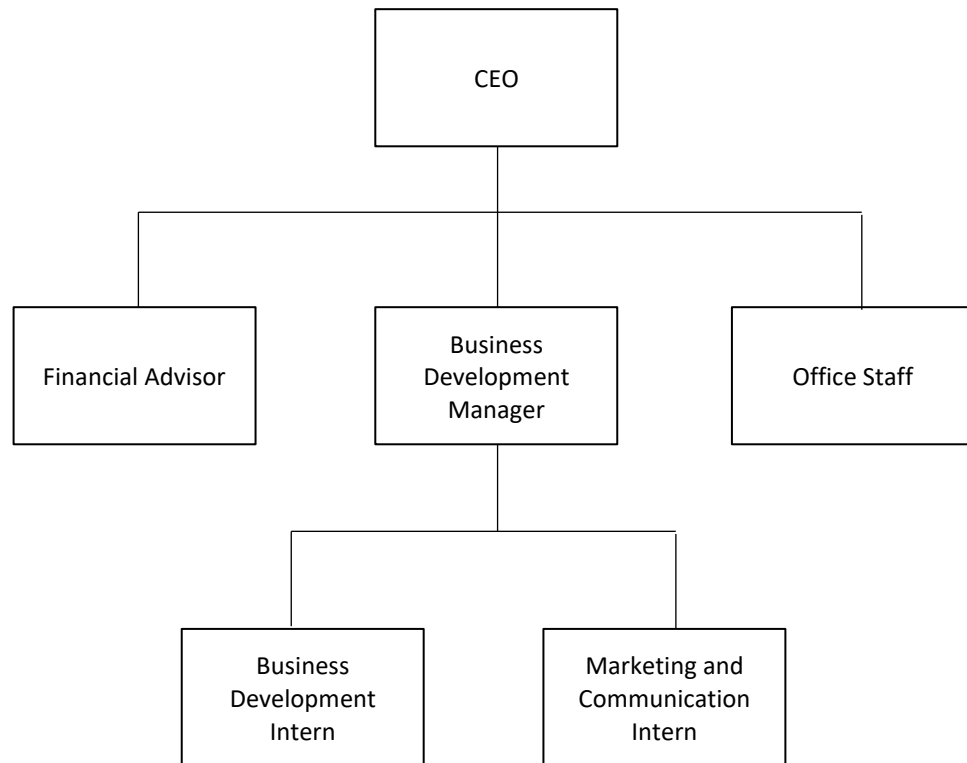 CEO
Financial Advisor
Business
Development
Manager
Office Staff
Business
Development
Intern
Marketing and
Communication
Intern